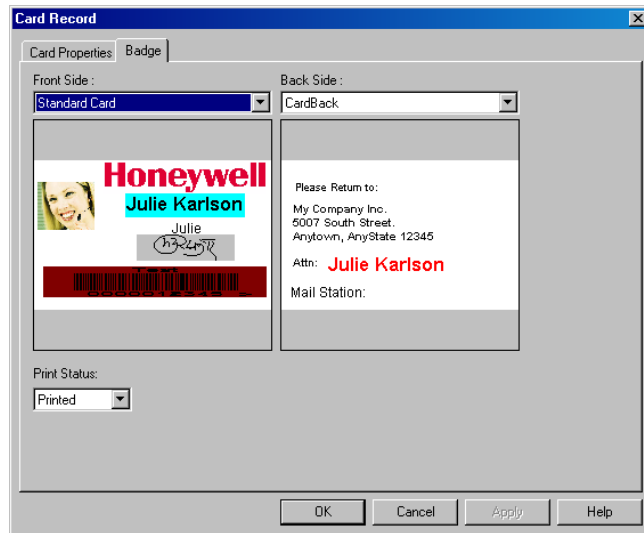 Card Record
Card Properties Badge
Front Side : Back Side :
Standard Card CardBack
Honeywell
Julie Karlson
Julie
Please Return to:
My Company Inc.
5007 South Street.
Anytown, AnyState 12345
Attn: Julie Karlson
Mail Station:
Print Status:
Printed
OK Cancel Apply Help